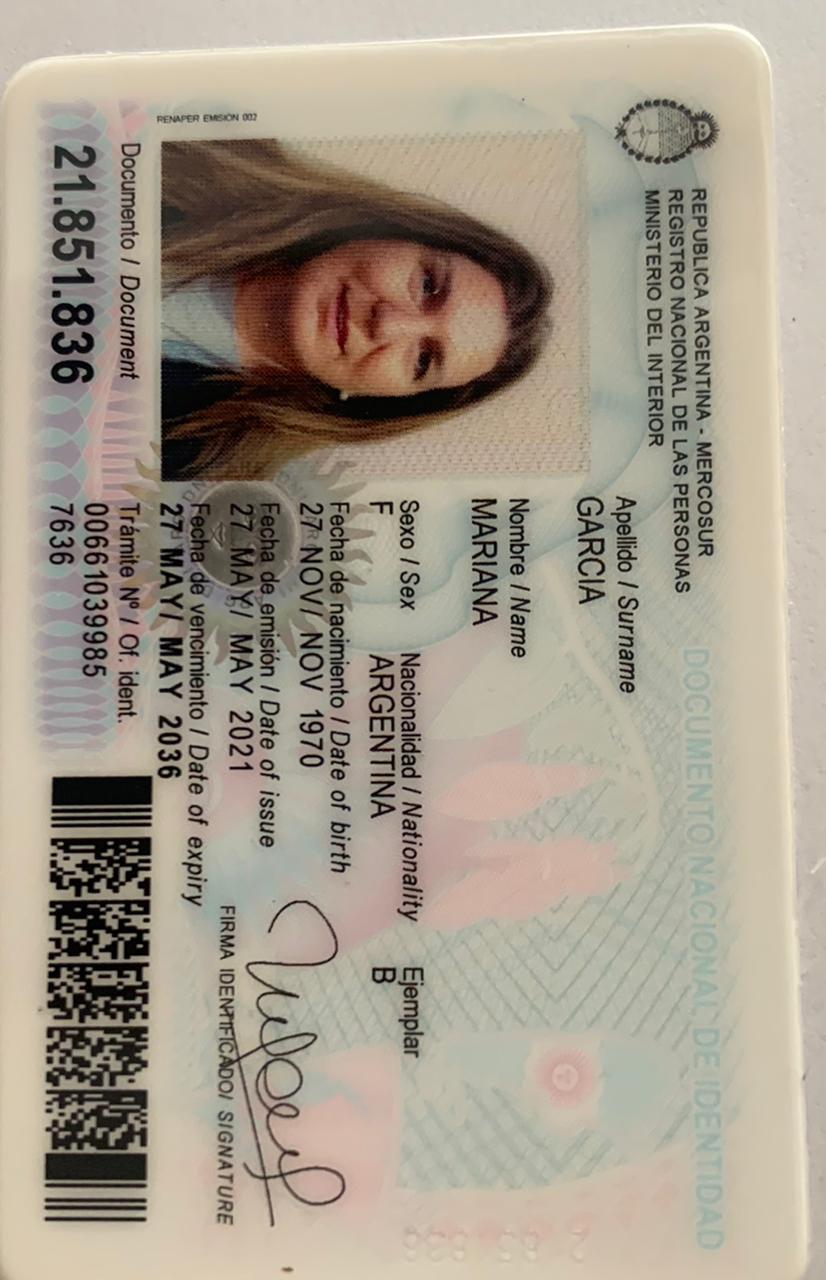 REPUBLICA ARGENTINA - MERCOSUR
REGISTRO NACIONAL DE LAS PERSONAS
MINISTERIO DEL INTERIOR
DOCUMENTO NACIONAL DE IDENTIDAD
RENAPER EMISION 002
Apellido / Surname
GARCIA
Nombre / Name
MARIANA
Sexo / Sex Nacionalidad / Nationality Ejemplar
F ARGENTINA B
Fecha de nacimiento / Date of birth
27 NOV/ NOV 1970
Fecha de emisión / Date of issue
27 MAY/ MAY 2021
Fecha de vencimiento / Date of expiry
27 MAY/ MAY 2036
FIRMA IDENTIFICADO/ SIGNATURE
Documento / Document
21.851.836
Trámite Nº / Of. ident.
00661039985
7636